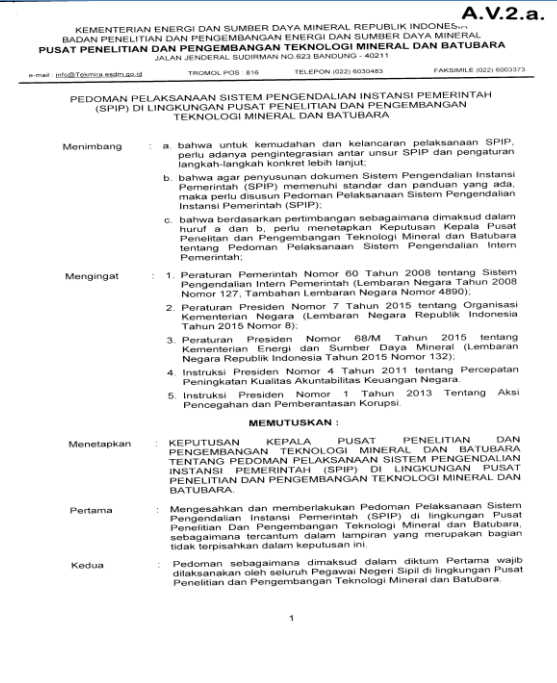 A.V.2.a.
KEMENTERIAN ENERGI DAN SUMBER DAYA MINERAL REPUBLIK INDONESIA
BADAN PENELITIAN DAN PENGEMBANGAN ENERGI DAN SUMBER DAYA MINERAL
PUSAT PENELITIAN DAN PENGEMBANGAN TEKNOLOGI MINERAL DAN BATUBARA
JALAN JENDERAL SUDIRMAN NO.623 BANDUNG - 40211
e-mail : info@Tekmira.esdm.go.id TROMOL POS : 816 TELEPON (022) 6030483 FAKSIMILE (022) 6003373
PEDOMAN PELAKSANAAN SISTEM PENGENDALIAN INSTANSI PEMERINTAH
(SPIP) DI LINGKUNGAN PUSAT PENELITIAN DAN PENGEMBANGAN
TEKNOLOGI MINERAL DAN BATUBARA
Menimbang : a. bahwa untuk kemudahan dan kelancaran pelaksanaan SPIP,
perlu adanya pengintegrasian antar unsur SPIP dan pengaturan
langkah-langkah konkret lebih lanjut;
b. bahwa agar penyusunan dokumen Sistem Pengendalian Instansi
Pemerintah (SPIP) memenuhi standar dan panduan yang ada,
maka perlu disusun Pedoman Pelaksanaan Sistem Pengendalian
Instansi Pemerintah (SPIP);
c. bahwa berdasarkan pertimbangan sebagaimana dimaksud dalam
huruf a dan b, perlu menetapkan Keputusan Kepala Pusat
Penelitan dan Pengembangan Teknologi Mineral dan Batubara
tentang Pedoman Pelaksanaan Sistem Pengendalian Intern
Pemerintah;
Mengingat : 1. Peraturan Pemerintah Nomor 60 Tahun 2008 tentang Sistem
Pengendalian Intern Pemerintah (Lembaran Negara Tahun 2008
Nomor 127, Tambahan Lembaran Negara Nomor 4890);
2. Peraturan Presiden Nomor 7 Tahun 2015 tentang Organisasi
Kementerian Negara (Lembaran Negara Republik Indonesia
Tahun 2015 Nomor 8);
3. Peraturan Presiden Nomor 68/M Tahun 2015 tentang
Kementerian Energi dan Sumber Daya Mineral (Lembaran
Negara Republik Indonesia Tahun 2015 Nomor 132);
4. Instruksi Presiden Nomor 4 Tahun 2011 tentang Percepatan
Peningkatan Kualitas Akuntabilitas Keuangan Negara.
5. Instruksi Presiden Nomor 1 Tahun 2013 Tentang Aksi
Pencegahan dan Pemberantasan Korupsi.
MEMUTUSKAN :
Menetapkan : KEPUTUSAN KEPALA PUSAT PENELITIAN DAN
PENGEMBANGAN TEKNOLOGI MINERAL DAN BATUBARA
TENTANG PEDOMAN PELAKSANAAN SISTEM PENGENDALIAN
INSTANSI PEMERINTAH (SPIP) DI LINGKUNGAN PUSAT
PENELITIAN DAN PENGEMBANGAN TEKNOLOGI MINERAL DAN
BATUBARA.
Pertama : Mengesahkan dan memberlakukan Pedoman Pelaksanaan Sistem
Pengendalian Instansi Pemerintah (SPIP) di lingkungan Pusat
Penelitian Dan Pengembangan Teknologi Mineral dan Batubara,
sebagaimana tercantum dalam lampiran yang merupakan bagian
tidak terpisahkan dalam keputusan ini.
Kedua : Pedoman sebagaimana dimaksud dalam diktum Pertama wajib
dilaksanakan oleh seluruh Pegawai Negeri Sipil di lingkungan Pusat
Penelitian dan Pengembangan Teknologi Mineral dan Batubara.
1